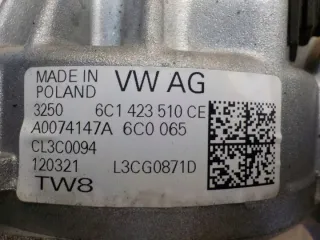 MADE IN POLAND VW AG
3250 6C1 423 510 CE
A0074147A 6C0 065
CL3C0094
120321 L3CG0871D
TW8